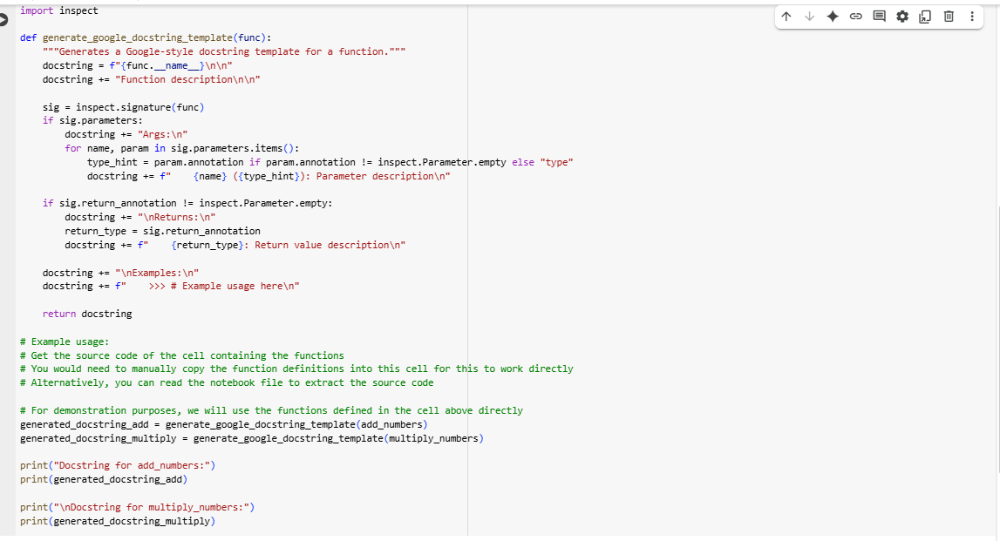 import inspect

def generate_google_docstring_template(func):
    """Generates a Google-style docstring template for a function."""
    docstring = f"{func.__name__}\n\n"
    docstring += "Function description\n\n"

    sig = inspect.signature(func)
    if sig.parameters:
        docstring += "Args:\n"
        for name, param in sig.parameters.items():
            type_hint = param.annotation if param.annotation != inspect.Parameter.empty else "type"
            docstring += f"    {name} ({type_hint}): Parameter description\n"

    if sig.return_annotation != inspect.Parameter.empty:
        docstring += "\nReturns:\n"
        return_type = sig.return_annotation
        docstring += f"    {return_type}: Return value description\n"

    docstring += "\nExamples:\n"
    docstring += f"    >>> # Example usage here\n"

    return docstring

# Example usage:
# Get the source code of the cell containing the functions
# You would need to manually copy the function definitions into this cell for this to work directly
# Alternatively, you can read the notebook file to extract the source code

# For demonstration purposes, we will use the functions defined in the cell above directly
generated_docstring_add = generate_google_docstring_template(add_numbers)
generated_docstring_multiply = generate_google_docstring_template(multiply_numbers)

print("Docstring for add_numbers:")
print(generated_docstring_add)

print("\nDocstring for multiply_numbers:")
print(generated_docstring_multiply)